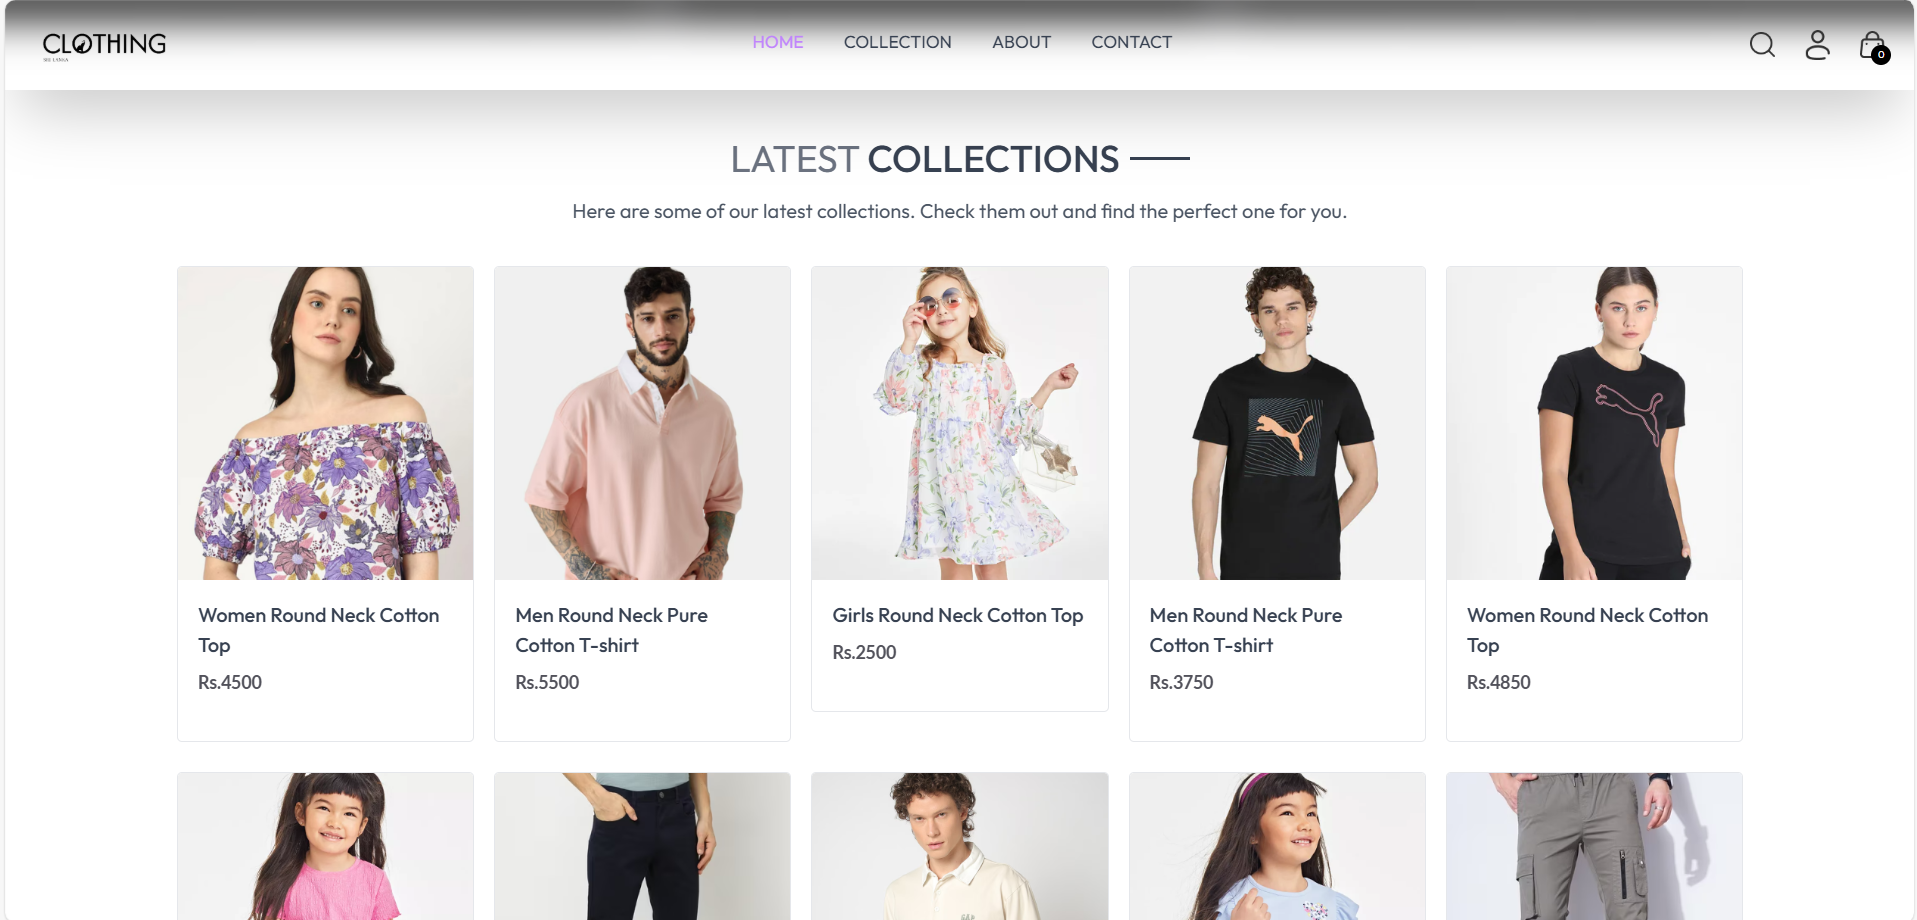 CLOTHING
SRI LANKA
HOME
COLLECTION
ABOUT
CONTACT
0
LATEST COLLECTIONS
Here are some of our latest collections. Check them out and find the perfect one for you.
Women Round Neck Cotton
Top
Rs.4500
Men Round Neck Pure
Cotton T-shirt
Rs.5500
Girls Round Neck Cotton Top
Rs.2500
Men Round Neck Pure
Cotton T-shirt
Rs.3750
Women Round Neck Cotton
Top
Rs.4850